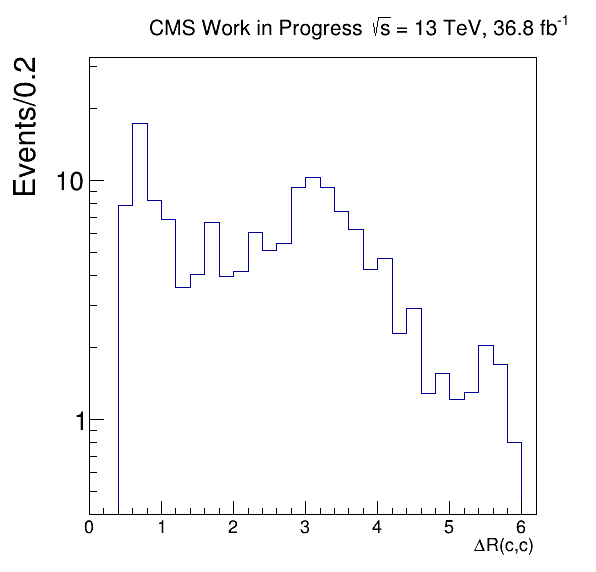 CMS Work in Progress √s = 13 TeV, 36.8 fb⁻¹
Events/0.2
10
1
0 1 2 3 4 5 6
ΔR(c,c)